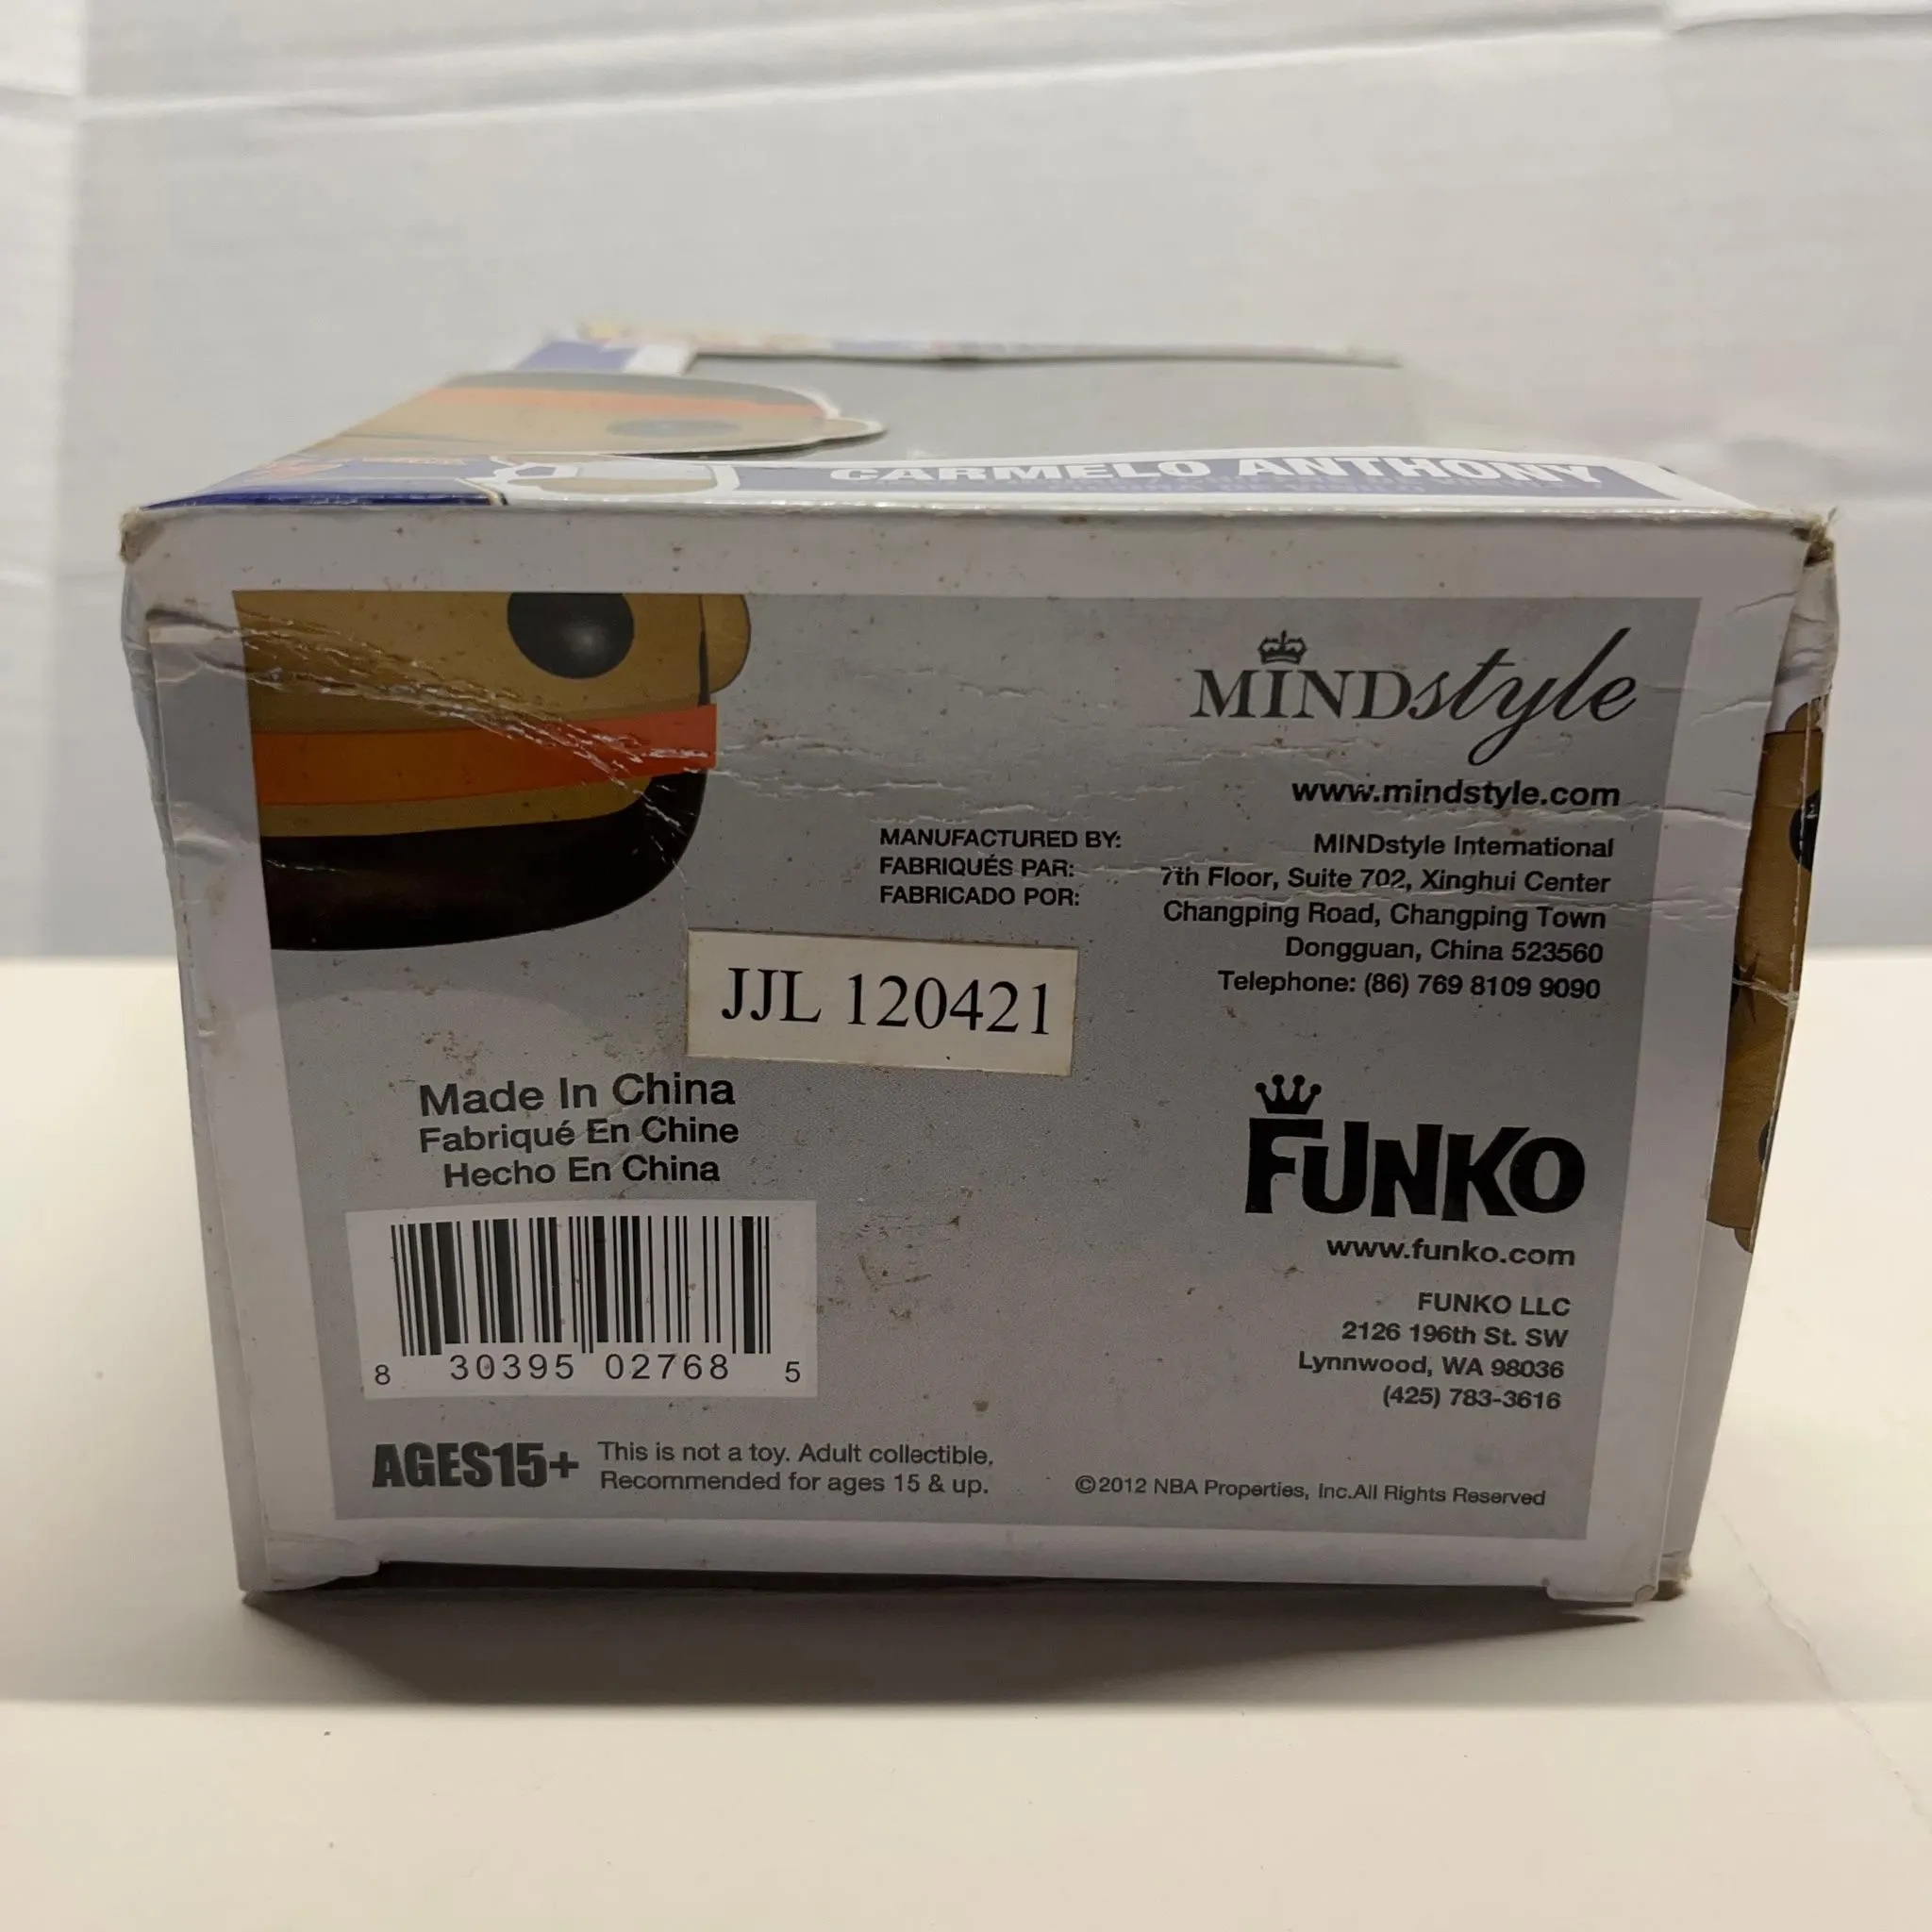 CARMELO ANTHONY
MINDstyle
www.mindstyle.com
MANUFACTURED BY:
FABRIQUÉS PAR:
FABRICADO POR:
MINDstyle International
7th Floor, Suite 702, Xinghui Center
Changping Road, Changping Town
Dongguan, China 523560
Telephone: (86) 769 8109 9090
JJL 120421
Made In China
Fabriqué En Chine
Hecho En China
FUNKO
www.funko.com
FUNKO LLC
2126 196th St. SW
Lynnwood, WA 98036
(425) 783-3616
8 30395 02768 5
AGES15+
This is not a toy. Adult collectible.
Recommended for ages 15 & up.
©2012 NBA Properties, Inc.All Rights Reserved